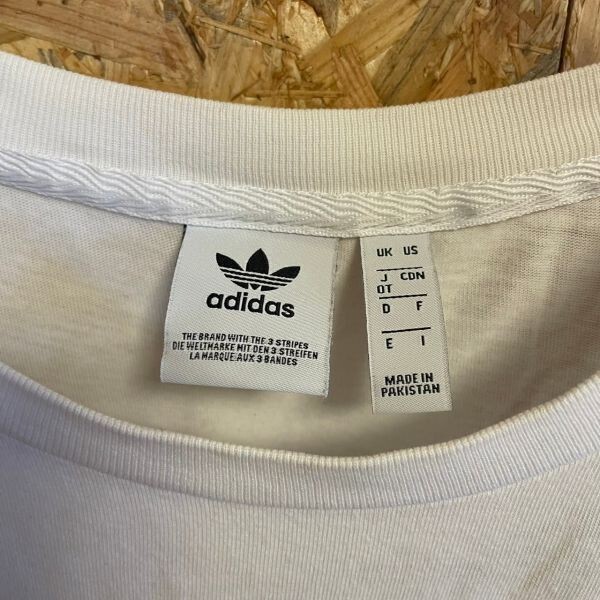 adidas
THE BRAND WITH THE 3 STRIPES
DIE WELTMARKE MIT DEN 3 STREIFEN
LA MARQUE AUX 3 BANDES
UK US
J CDN
OT
D F
E I
MADE IN
PAKISTAN